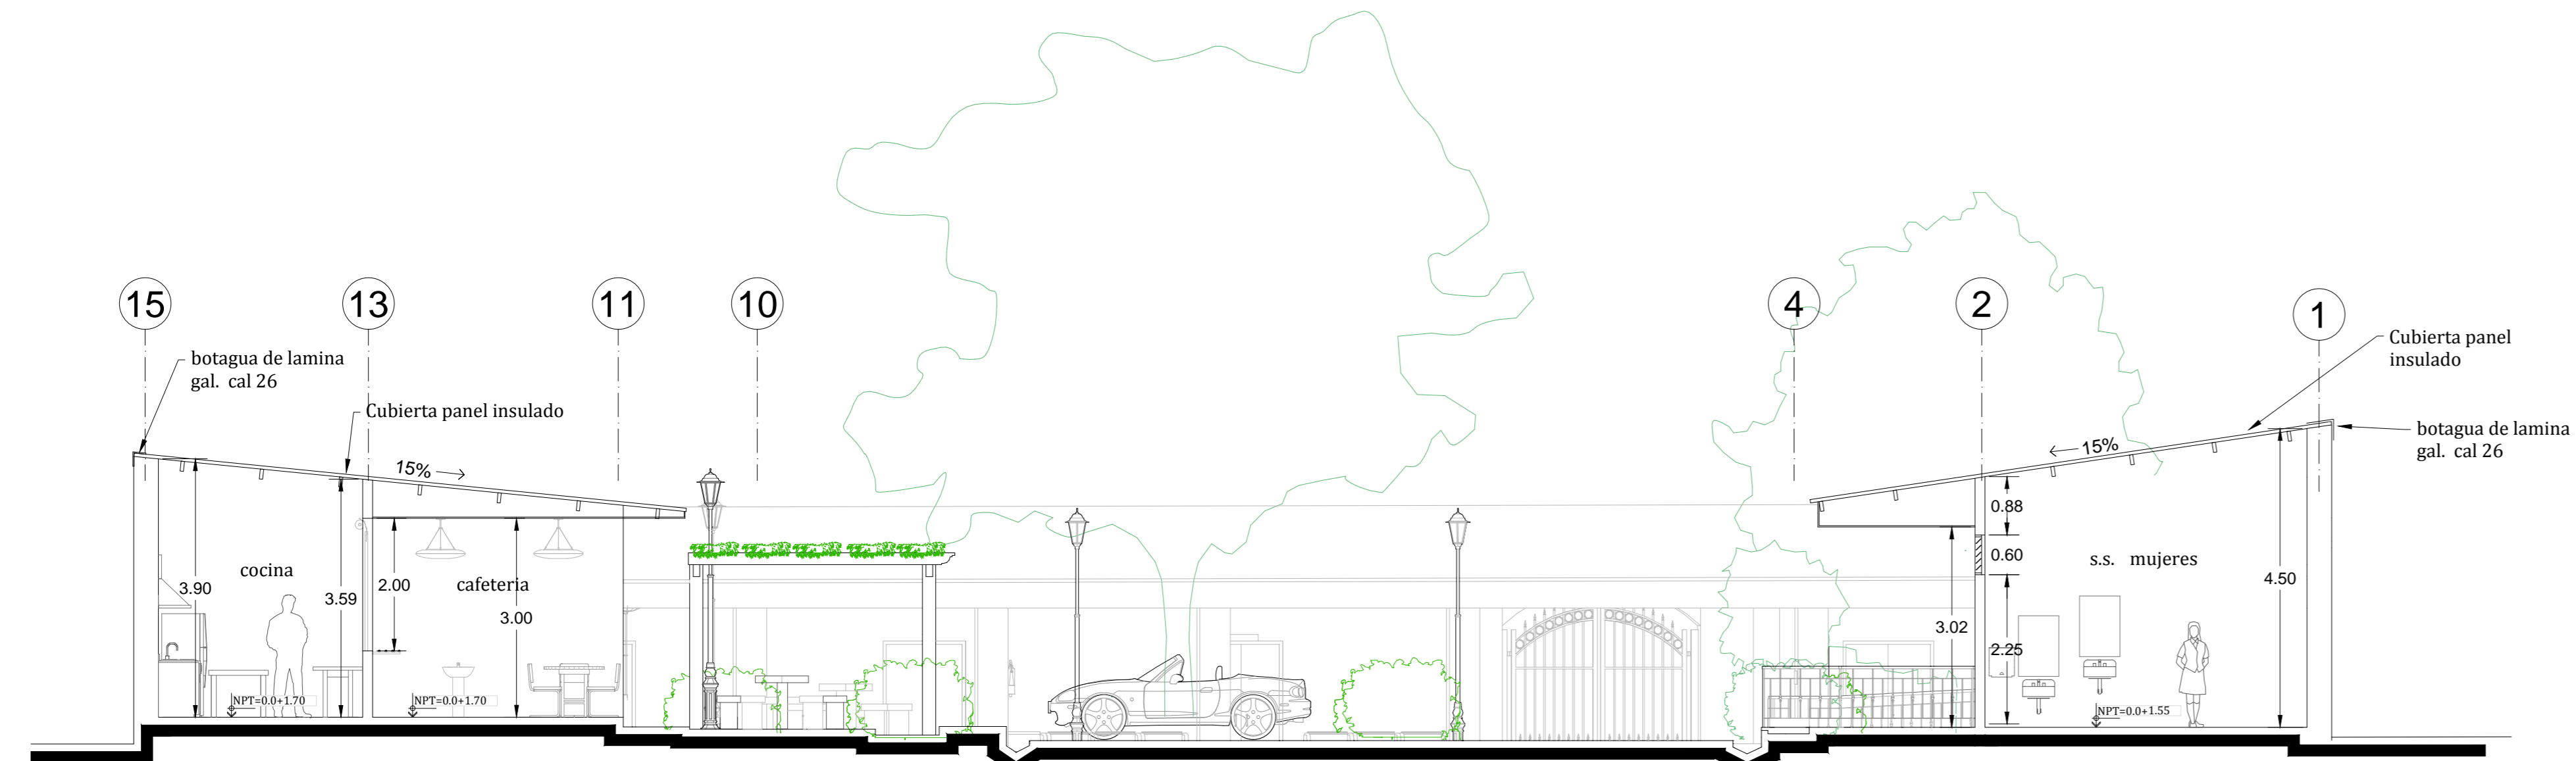 15
13
11
10
4
2
1
botagua de lamina
gal. cal 26
Cubierta panel insulado
15%
Cubierta panel
insulado
botagua de lamina
gal. cal 26
15%
cocina
3.90
3.59
2.00
cafeteria
3.00
NPT=0.0+1.70
NPT=0.0+1.70
3.02
0.88
0.60
2.25
s.s. mujeres
4.50
NPT=0.0+1.55